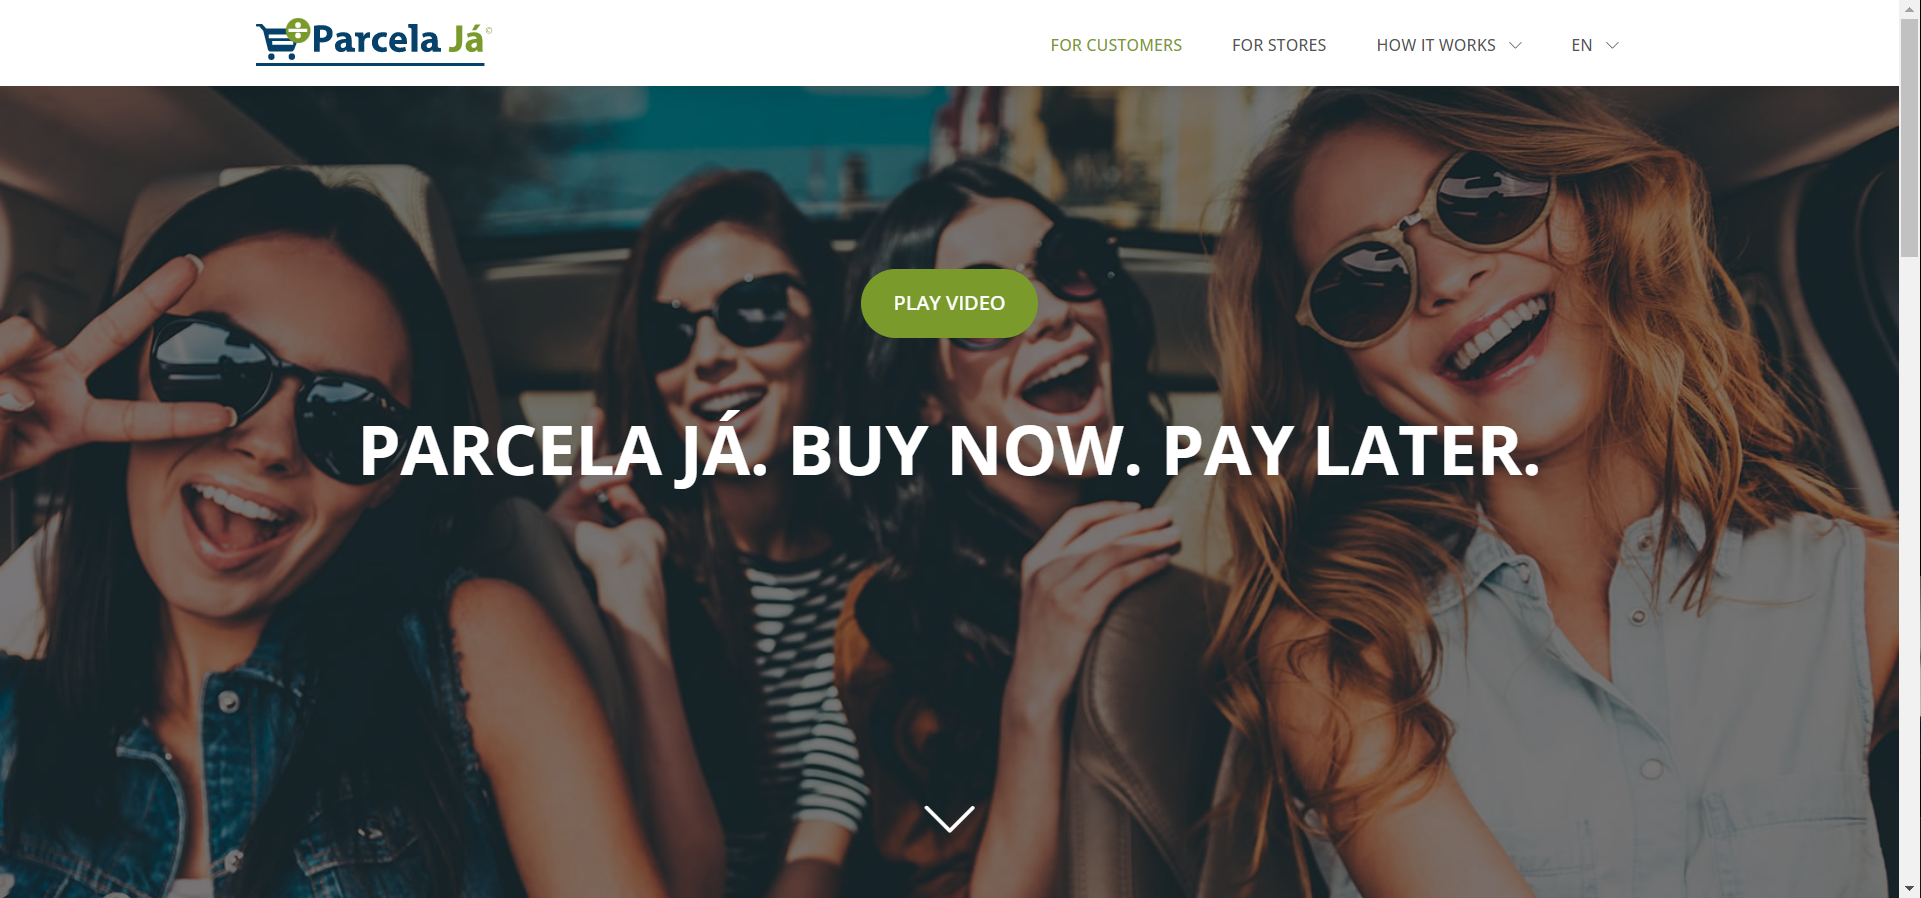 Parcela Já©
FOR CUSTOMERS
FOR STORES
HOW IT WORKS
EN
PLAY VIDEO
PARCELA JÁ. BUY NOW. PAY LATER.